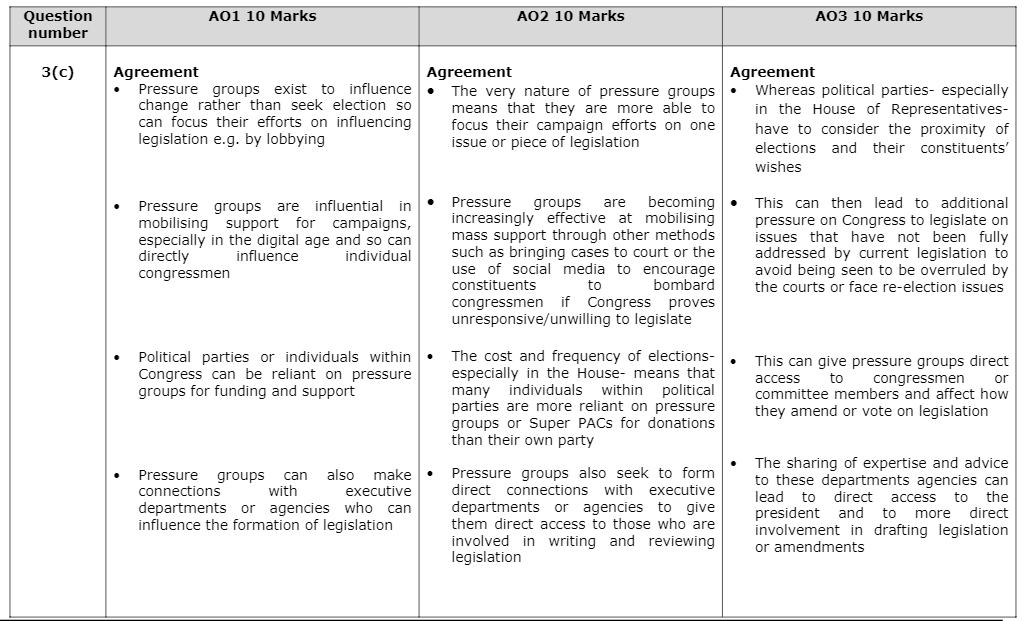 Question number
AO1 10 Marks
AO2 10 Marks
AO3 10 Marks
3(c)
Agreement
• Pressure groups exist to influence
change rather than seek election so
can focus their efforts on influencing
legislation e.g. by lobbying
• Pressure groups are influential in
mobilising support for campaigns,
especially in the digital age and so can
directly influence individual
congressmen
• Political parties or individuals within
Congress can be reliant on pressure
groups for funding and support
• Pressure groups can also make
connections with executive
departments or agencies who can
influence the formation of legislation
Agreement
• The very nature of pressure groups
means that they are more able to
focus their campaign efforts on one
issue or piece of legislation
• Pressure groups are becoming
increasingly effective at mobilising
mass support through other methods
such as bringing cases to court or the
use of social media to encourage
constituents to bombard
congressmen if Congress proves
unresponsive/unwilling to legislate
• The cost and frequency of elections-
especially in the House- means that
many individuals within political
parties are more reliant on pressure
groups or Super PACs for donations
than their own party
• Pressure groups also seek to form
direct connections with executive
departments or agencies to give
them direct access to those who are
involved in writing and reviewing
legislation
Agreement
• Whereas political parties- especially
in the House of Representatives-
have to consider the proximity of
elections and their constituents’
wishes
• This can then lead to additional
pressure on Congress to legislate on
issues that have not been fully
addressed by current legislation to
avoid being seen to be overruled by
the courts or face re-election issues
• This can give pressure groups direct
access to congressmen or
committee members and affect how
they amend or vote on legislation
• The sharing of expertise and advice
to these departments agencies can
lead to direct access to the
president and to more direct
involvement in drafting legislation
or amendments